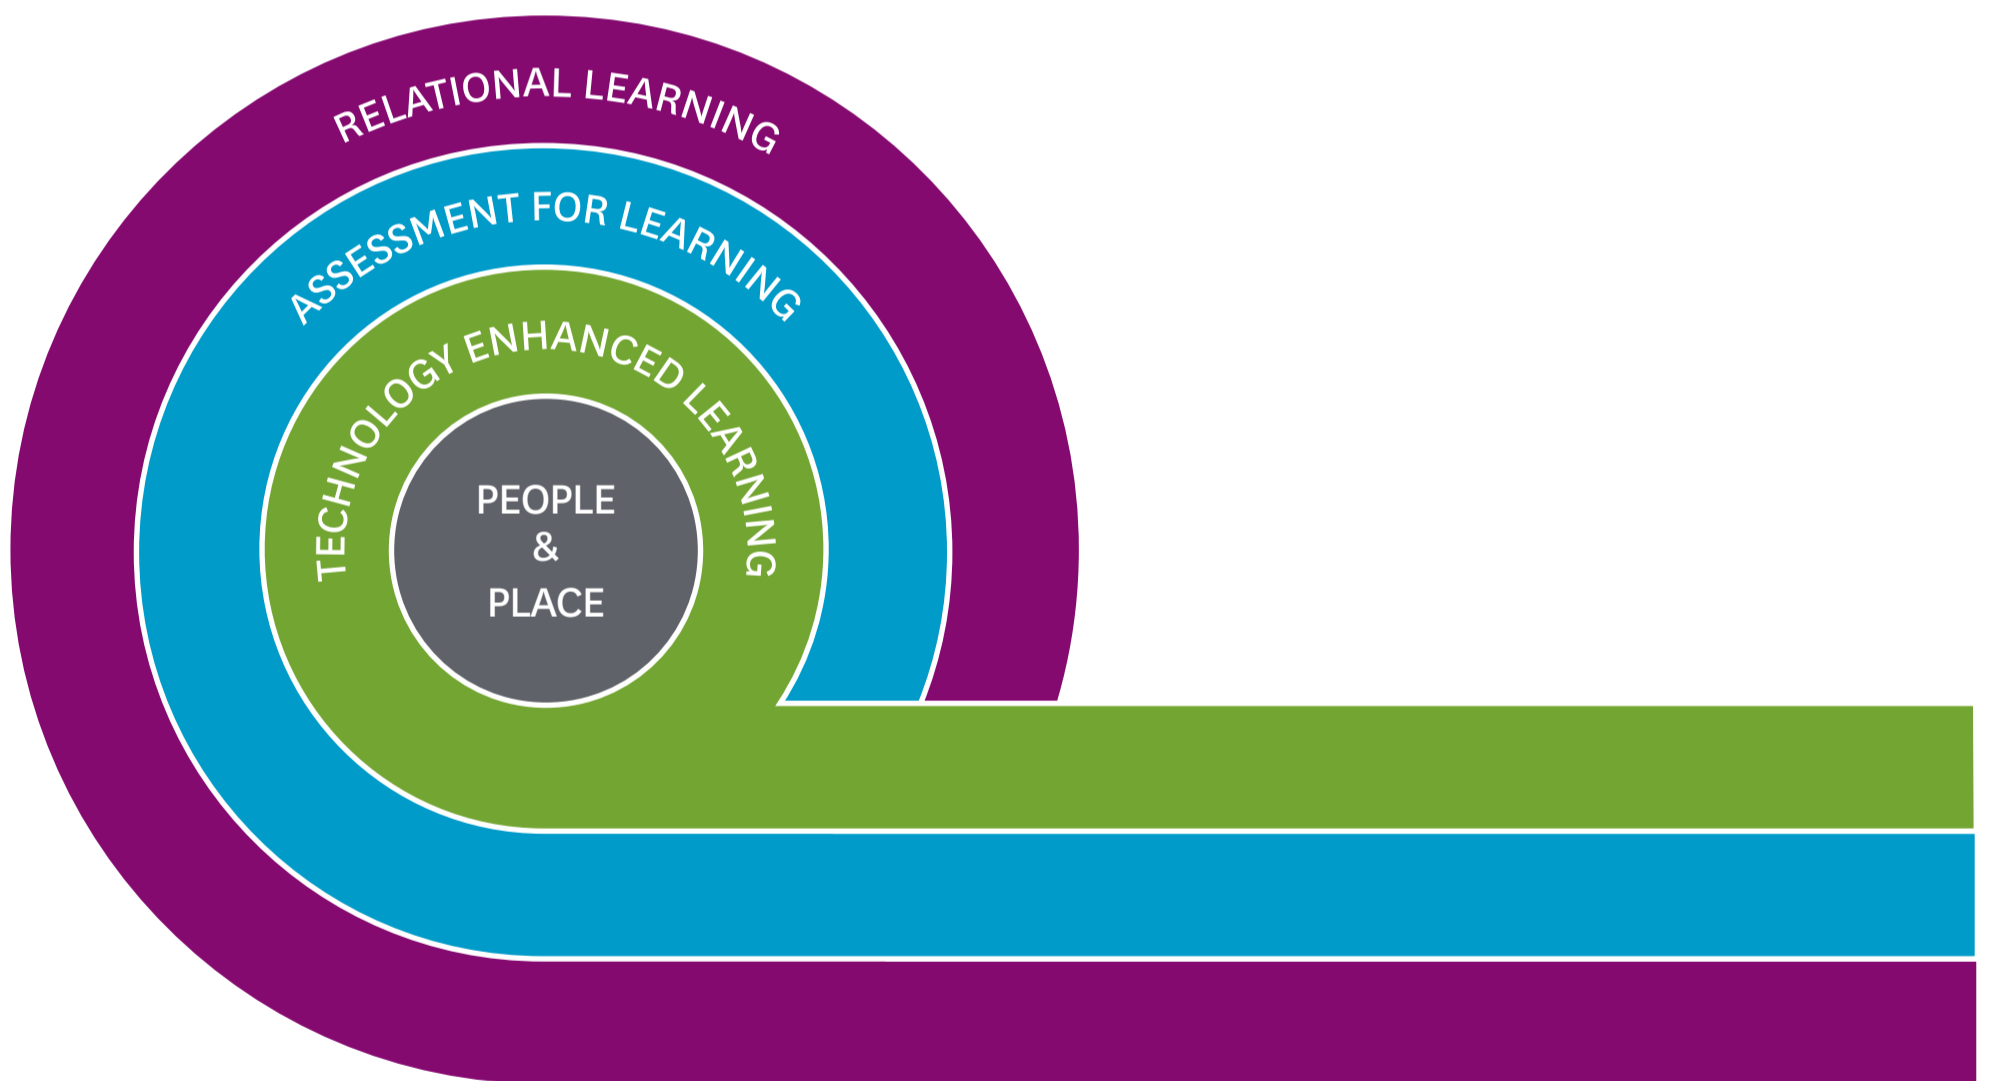 RELATIONAL LEARNING
ASSESSMENT FOR LEARNING
TECHNOLOGY ENHANCED LEARNING
PEOPLE
&
PLACE